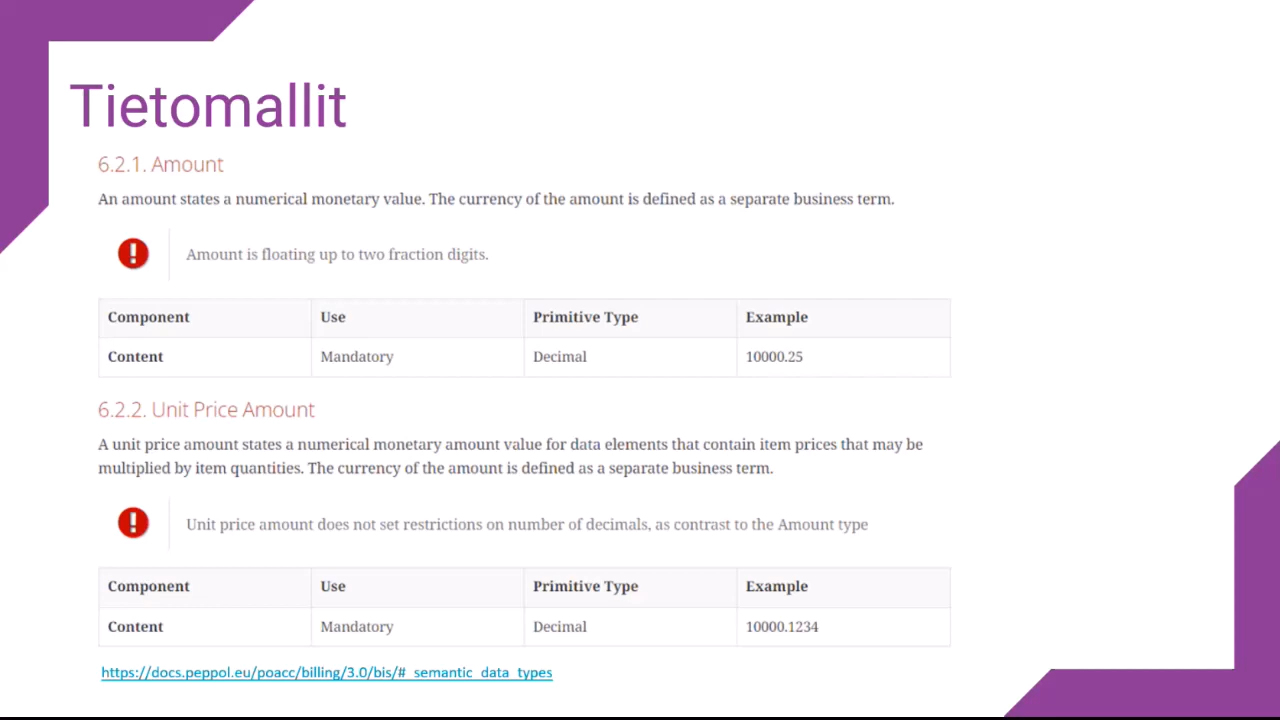 Tietomallit
6.2.1. Amount
An amount states a numerical monetary value. The currency of the amount is defined as a separate business term.
Amount is floating up to two fraction digits.
Component Use Primitive Type Example
Content Mandatory Decimal 10000.25
6.2.2. Unit Price Amount
A unit price amount states a numerical monetary amount value for data elements that contain item prices that may be
multiplied by item quantities. The currency of the amount is defined as a separate business term.
Unit price amount does not set restrictions on number of decimals, as contrast to the Amount type
Component Use Primitive Type Example
Content Mandatory Decimal 10000.1234
https://docs.peppol.eu/poacc/billing/3.0/bis/#_semantic_data_types